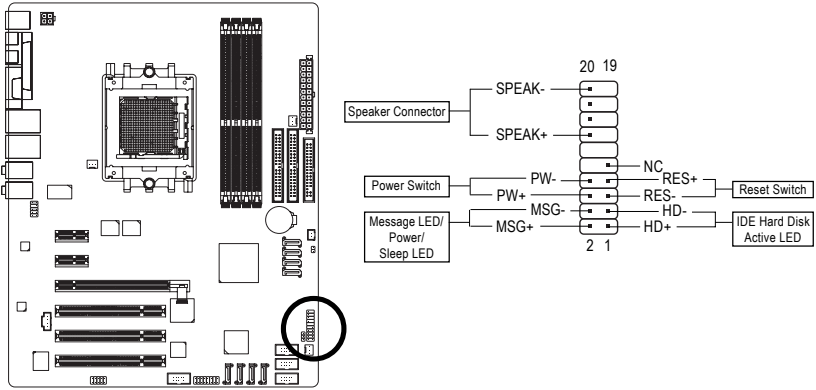 20 19
SPEAK-
Speaker Connector
SPEAK+
NC
Power Switch
PW-
RES+
Reset Switch
PW+
RES-
Message LED/
Power/
Sleep LED
MSG-
HD-
IDE Hard Disk
Active LED
MSG+
HD+
2 1